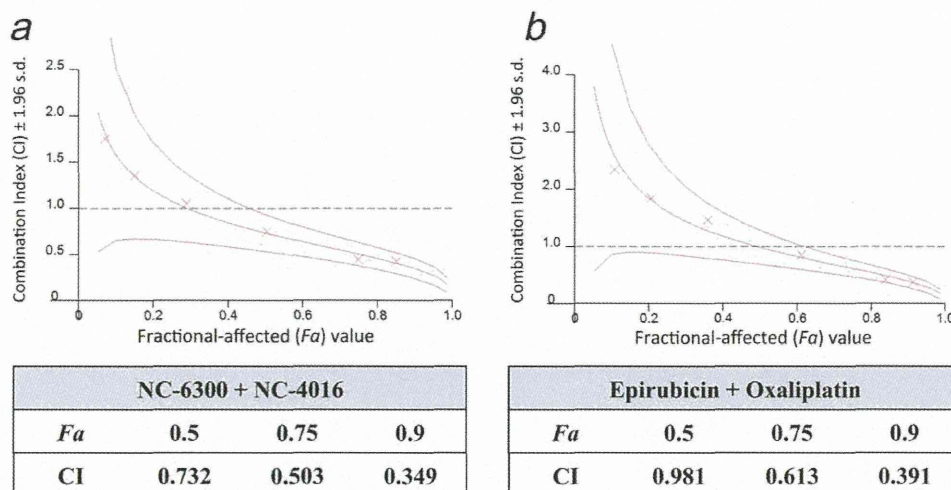 a
Combination Index (CI) ± 1.96 s.d.
2.5
2.0
1.5
1.0
0.5
0
0 0.2 0.4 0.6 0.8 1.0
Fractional-affected (Fa) value
NC-6300 + NC-4016
Fa 0.5 0.75 0.9
CI 0.732 0.503 0.349
b
Combination Index (CI) ± 1.96 s.d.
4.0
3.0
2.0
1.0
0
0 0.2 0.4 0.6 0.8 1.0
Fractional-affected (Fa) value
Epirubicin + Oxaliplatin
Fa 0.5 0.75 0.9
CI 0.981 0.613 0.391